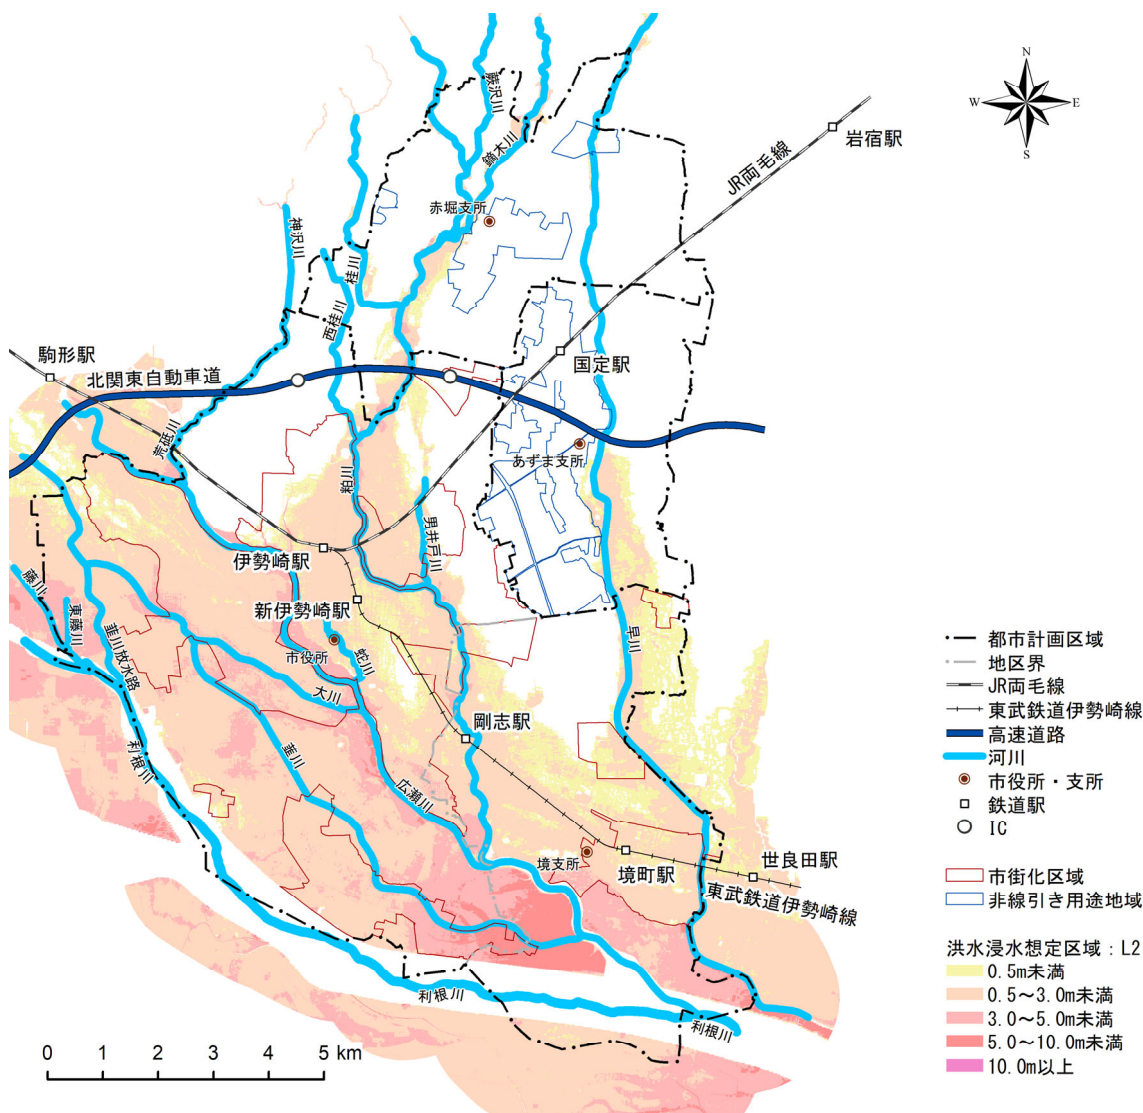 N
W
E
S
蕨沢川
鏑木川
岩宿駅
JR両毛線
赤堀支所
神沢川
桂川
西桂川
駒形駅
北関東自動車道
国定駅
荒砥川
粕川
あずま支所
男井戸川
伊勢崎駅
藤川
東藤川
韮川放水路
新伊勢崎駅
市役所
蛇川
早川
大川
剛志駅
利根川
韮川
広瀬川
境支所
境町駅
世良田駅
東武鉄道伊勢崎線
利根川
利根川
0 1 2 3 4 5 km
都市計画区域
地区界
JR両毛線
東武鉄道伊勢崎線
高速道路
河川
市役所・支所
鉄道駅
IC
市街化区域
非線引き用途地域
洪水浸水想定区域：L2
0.5m未満
0.5～3.0m未満
3.0～5.0m未満
5.0～10.0m未満
10.0m以上